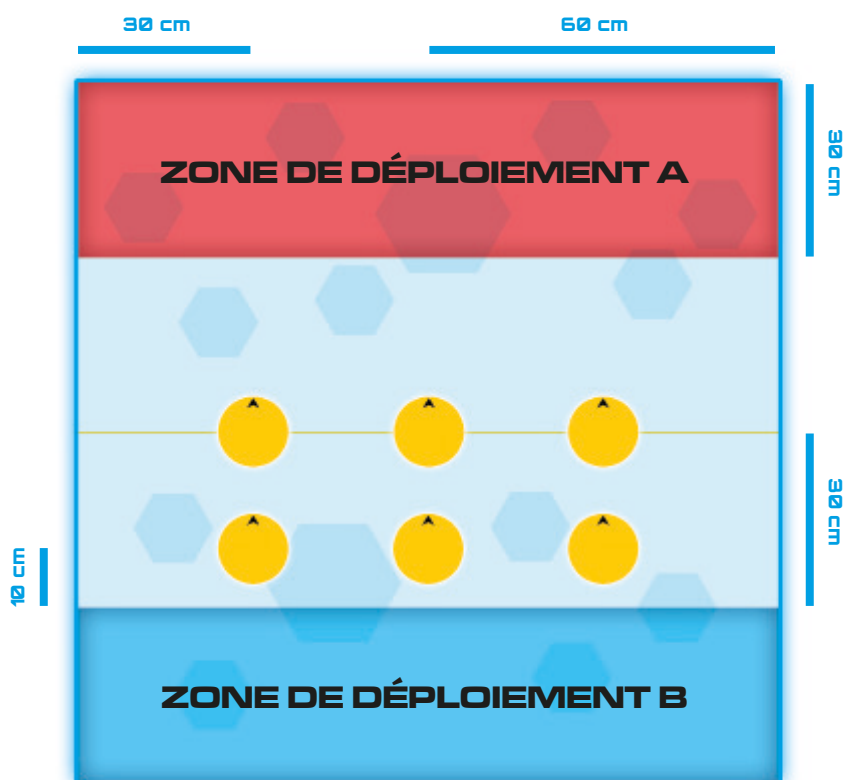 30 cm
60 cm
ZONE DE DÉPLOIEMENT A
30 cm
30 cm
10 cm
ZONE DE DÉPLOIEMENT B